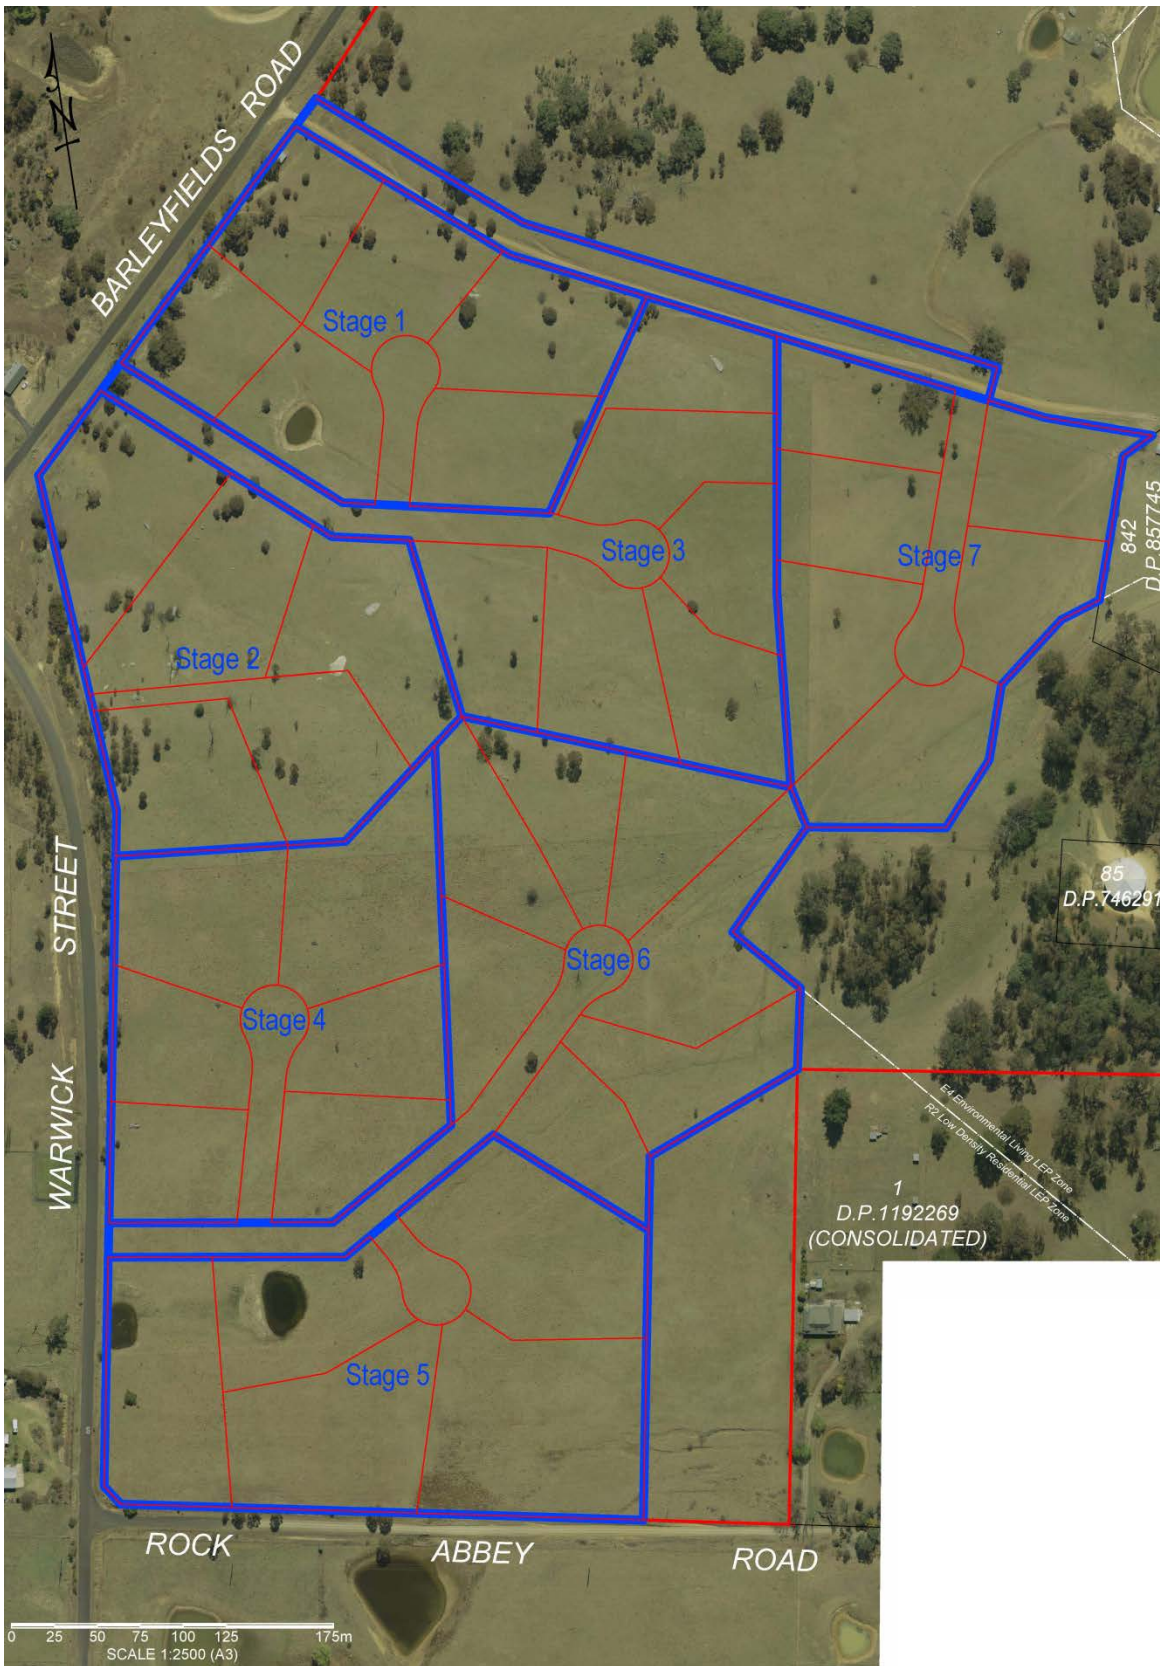 N
BARLEYFIELDS ROAD
Stage 1
842
D.P.857745
Stage 3
Stage 7
Stage 2
85
D.P.746291
WARWICK STREET
Stage 6
Stage 4
E4 Environmental Living LEP Zone
R2 Low Density Residential LEP Zone
1
D.P.1192269
(CONSOLIDATED)
Stage 5
ROCK ABBEY ROAD
0 25 50 75 100 125 175m
SCALE 1:2500 (A3)